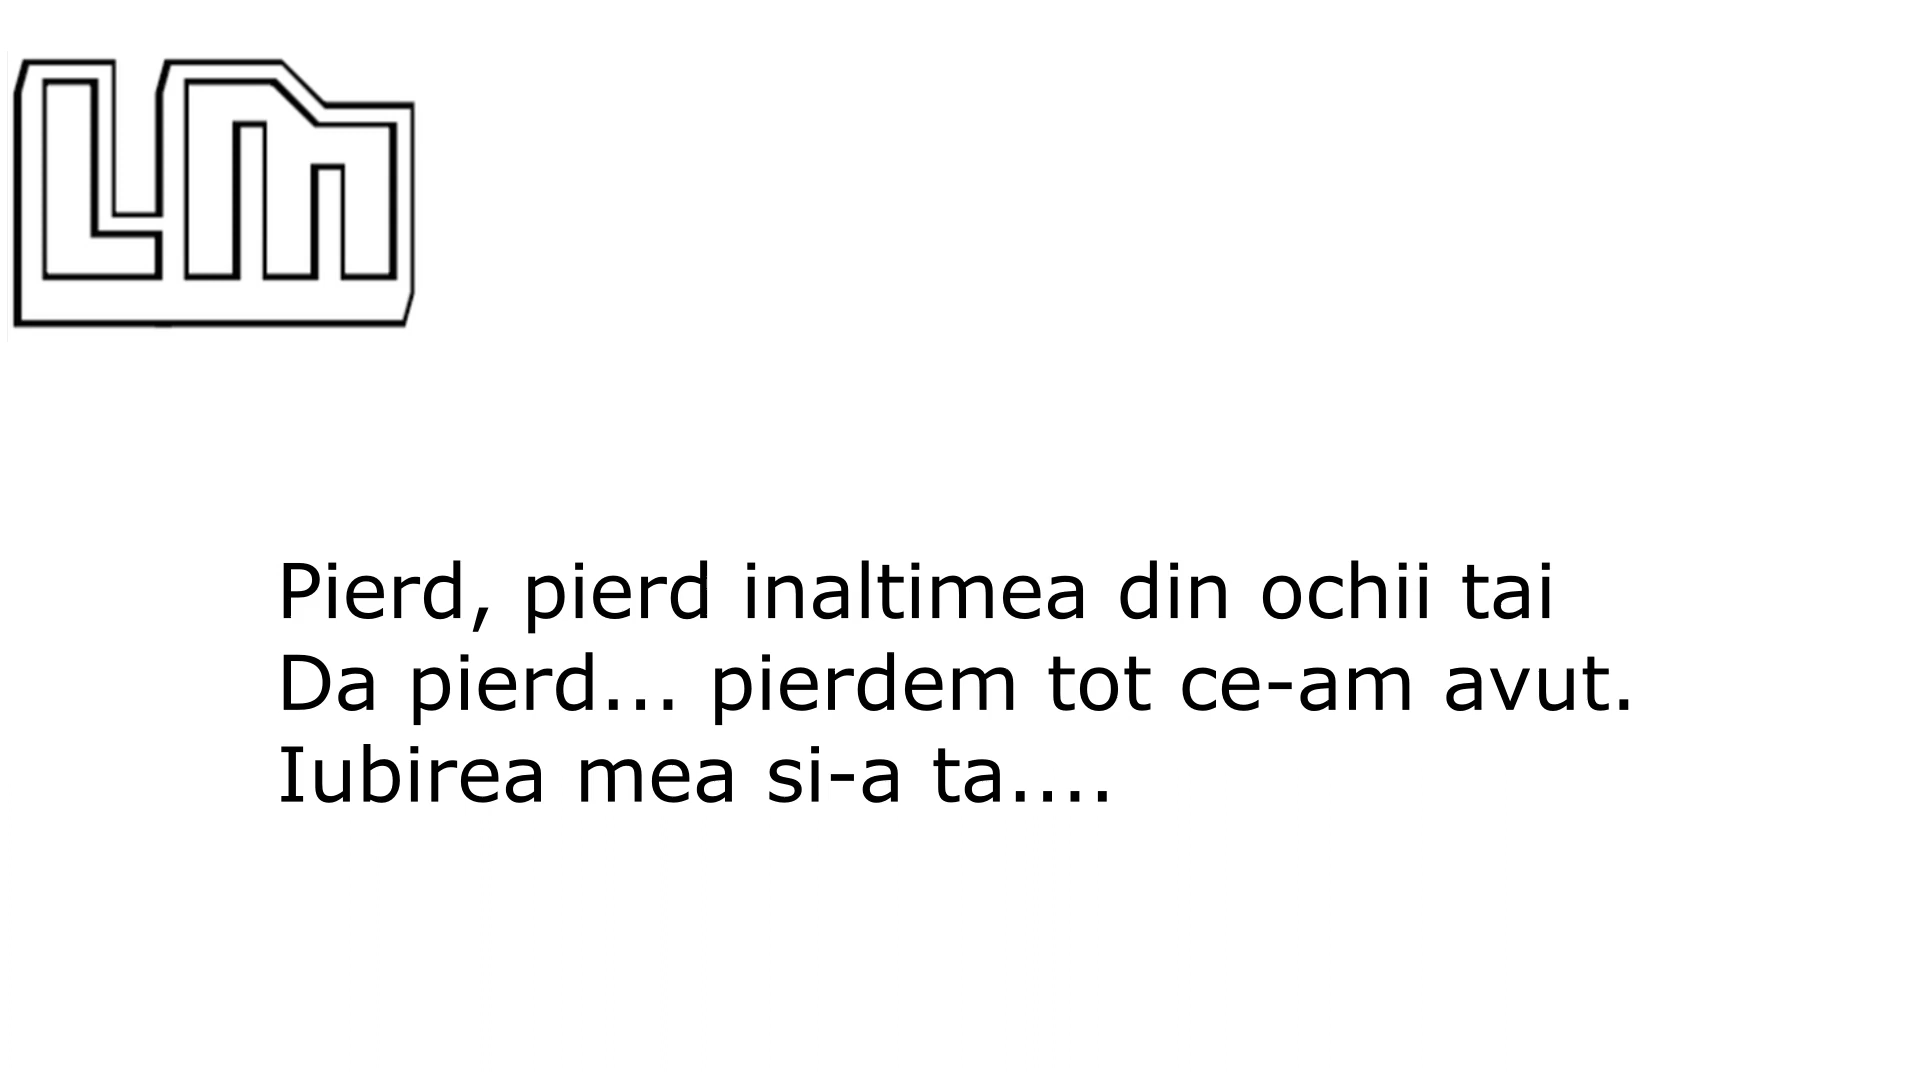 LM
Pierd, pierd inaltimea din ochii tai
Da pierd... pierdem tot ce-am avut.
Iubirea mea si-a ta....